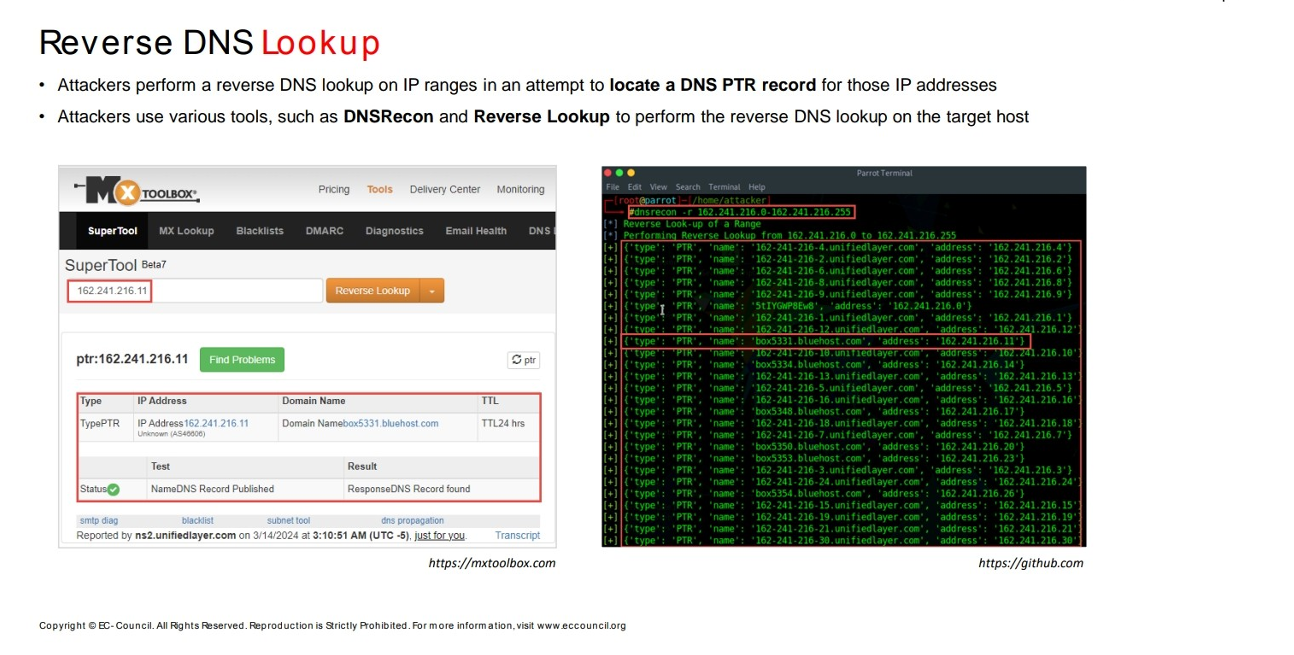 Reverse DNS Lookup
• Attackers perform a reverse DNS lookup on IP ranges in an attempt to locate a DNS PTR record for those IP addresses
• Attackers use various tools, such as DNSRecon and Reverse Lookup to perform the reverse DNS lookup on the target host
MX TOOLBOX®
Pricing Tools Delivery Center Monitoring
SuperTool MX Lookup Blacklists DMARC Diagnostics Email Health DNS L
SuperTool Beta7
162.241.216.11
Reverse Lookup
ptr:162.241.216.11 Find Problems ptr
Type IP Address Domain Name TTL
TypePTR IP Address162.241.216.11 Domain Namebox5331.bluehost.com TTL24 hrs
Unknown (AS46606)
Test Result
Status NameDNS Record Published ResponseDNS Record found
smtp diag blacklist subnet tool dns propagation
Reported by ns2.unifiedlayer.com on 3/14/2024 at 3:10:51 AM (UTC -5), just for you. Transcript
https://mxtoolbox.com
Parrot Terminal
File Edit View Search Terminal Help
[root@parrot]-[/home/attacker]
#dnsrecon -r 162.241.216.0-162.241.216.255
[*] Reverse Look-up of a Range
[*] Performing Reverse Lookup from 162.241.216.0 to 162.241.216.255
[+] {'type': 'PTR', 'name': '162-241-216-4.unifiedlayer.com', 'address': '162.241.216.4'}
[+] {'type': 'PTR', 'name': '162-241-216-2.unifiedlayer.com', 'address': '162.241.216.2'}
[+] {'type': 'PTR', 'name': '162-241-216-6.unifiedlayer.com', 'address': '162.241.216.6'}
[+] {'type': 'PTR', 'name': '162-241-216-8.unifiedlayer.com', 'address': '162.241.216.8'}
[+] {'type': 'PTR', 'name': '162-241-216-9.unifiedlayer.com', 'address': '162.241.216.9'}
[+] {'type': 'PTR', 'name': '5tIYGWP8Ew8', 'address': '162.241.216.0'}
[+] {'type': 'PTR', 'name': '162-241-216-1.unifiedlayer.com', 'address': '162.241.216.1'}
[+] {'type': 'PTR', 'name': '162-241-216-12.unifiedlayer.com', 'address': '162.241.216.12'
[+] {'type': 'PTR', 'name': 'box5331.bluehost.com', 'address': '162.241.216.11'}
[+] {'type': 'PTR', 'name': '162-241-216-10.unifiedlayer.com', 'address': '162.241.216.10'
[+] {'type': 'PTR', 'name': 'box5334.bluehost.com', 'address': '162.241.216.14'}
[+] {'type': 'PTR', 'name': '162-241-216-13.unifiedlayer.com', 'address': '162.241.216.13'
[+] {'type': 'PTR', 'name': '162-241-216-5.unifiedlayer.com', 'address': '162.241.216.5'}
[+] {'type': 'PTR', 'name': '162-241-216-16.unifiedlayer.com', 'address': '162.241.216.16'
[+] {'type': 'PTR', 'name': 'box5348.bluehost.com', 'address': '162.241.216.17'}
[+] {'type': 'PTR', 'name': '162-241-216-18.unifiedlayer.com', 'address': '162.241.216.18'
[+] {'type': 'PTR', 'name': '162-241-216-7.unifiedlayer.com', 'address': '162.241.216.7'}
[+] {'type': 'PTR', 'name': 'box5350.bluehost.com', 'address': '162.241.216.20'}
[+] {'type': 'PTR', 'name': 'box5353.bluehost.com', 'address': '162.241.216.23'}
[+] {'type': 'PTR', 'name': '162-241-216-3.unifiedlayer.com', 'address': '162.241.216.3'}
[+] {'type': 'PTR', 'name': '162-241-216-24.unifiedlayer.com', 'address': '162.241.216.24'
[+] {'type': 'PTR', 'name': 'box5354.bluehost.com', 'address': '162.241.216.26'}
[+] {'type': 'PTR', 'name': '162-241-216-15.unifiedlayer.com', 'address': '162.241.216.15'
[+] {'type': 'PTR', 'name': '162-241-216-19.unifiedlayer.com', 'address': '162.241.216.19'
[+] {'type': 'PTR', 'name': '162-241-216-21.unifiedlayer.com', 'address': '162.241.216.21'
[+] {'type': 'PTR', 'name': '162-241-216-30.unifiedlayer.com', 'address': '162.241.216.30'
https://github.com
Copyright © EC-Council. All Rights Reserved. Reproduction is Strictly Prohibited. For more information, visit www.eccouncil.org